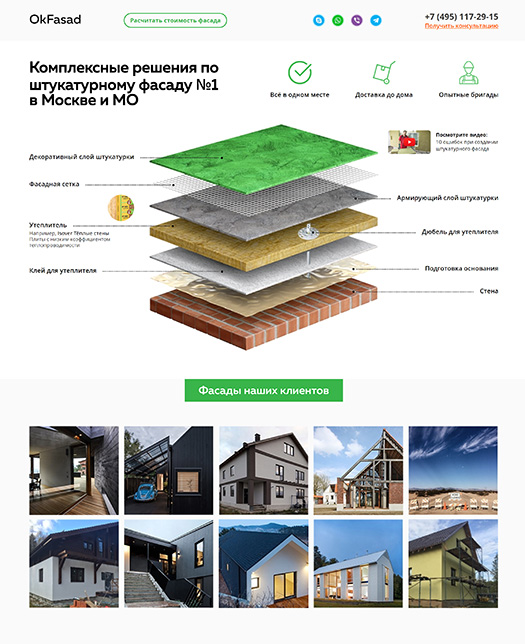 OkFasad
Расчитать стоимость фасада
+7 (495) 117-29-15
Получить консультацию
Комплексные решения по
штукатурному фасаду №1
в Москве и МО
Всё в одном месте
Доставка до дома
Опытные бригады
Посмотрите видео:
10 ошибок при создании
штукатурного фасада
Декоративный слой штукатурки
Фасадная сетка
Армирующий слой штукатурки
Утеплитель
Например, Isover Тёплые стены
Плиты с низким коэффициентом
теплопроводности
Дюбель для утеплителя
Клей для утеплителя
Подготовка основания
Стена
Фасады наших клиентов